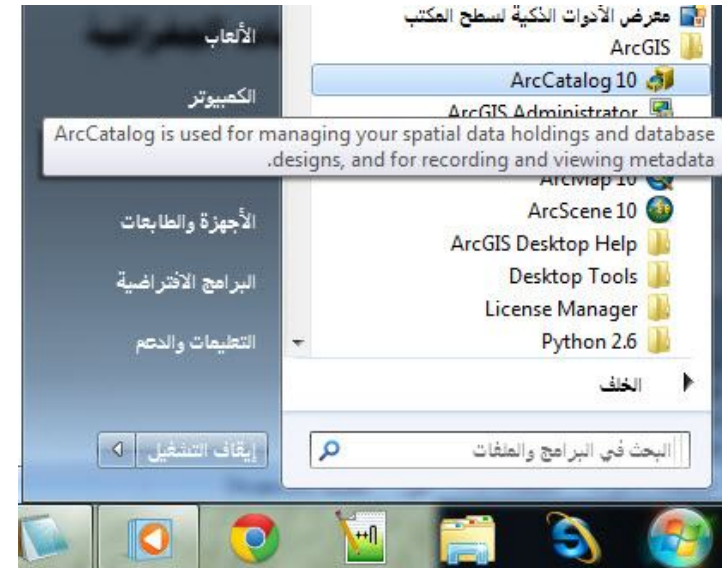 معرض الأدوات الذكية لسطح المكتب
ArcGIS
ArcCatalog 10
ArcGIS Administrator
ArcCatalog is used for managing your spatial data holdings and database
designs, and for recording and viewing metadata.
ArcMap 10
ArcScene 10
ArcGIS Desktop Help
Desktop Tools
License Manager
Python 2.6
الخلف
البحث في البرامج والملفات
الألعاب
الكمبيوتر
الأجهزة والطابعات
البرامج الافتراضية
التعليمات والدعم
إيقاف التشغيل